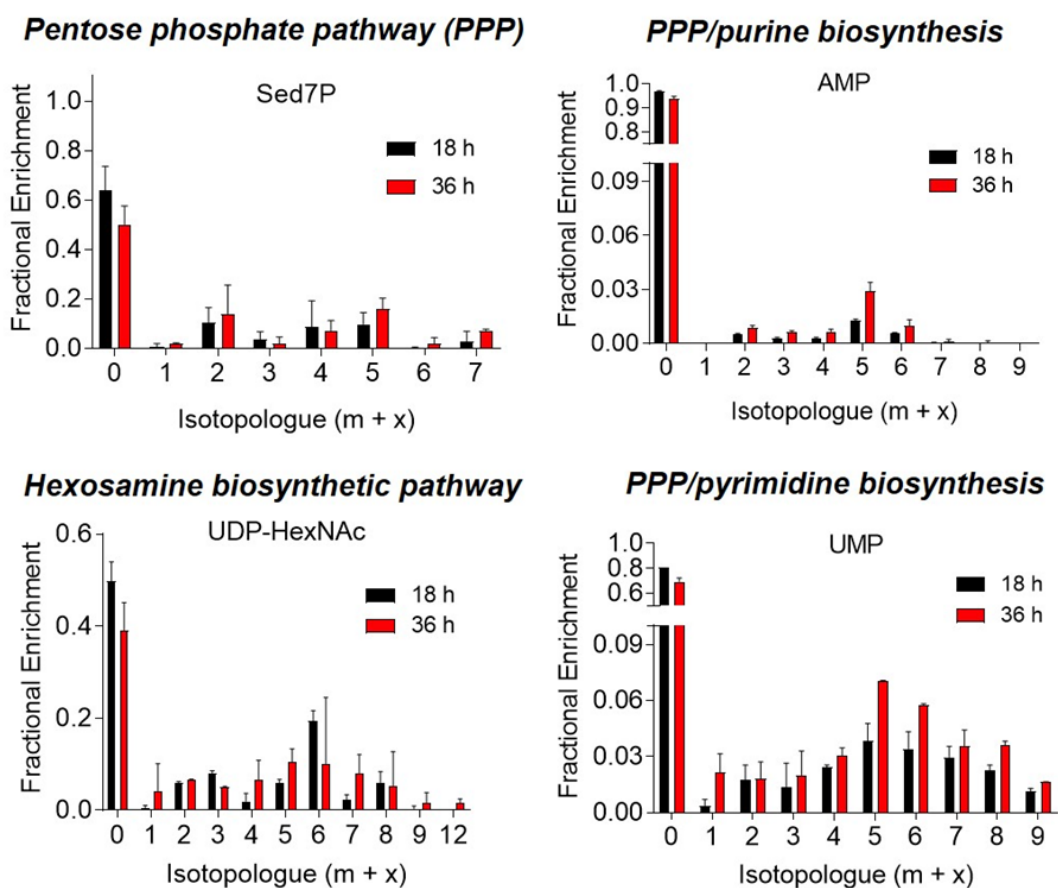 Pentose phosphate pathway (PPP)
Sed7P
Fractional Enrichment
1.0
0.8
0.6
0.4
0.2
0.0
18 h
36 h
0 1 2 3 4 5 6 7
Isotopologue (m + x)
PPP/purine biosynthesis
AMP
Fractional Enrichment
1.0
0.9
0.8
0.09
0.06
0.03
0.00
18 h
36 h
0 1 2 3 4 5 6 7 8 9
Isotopologue (m + x)
Hexosamine biosynthetic pathway
UDP-HexNAc
Fractional Enrichment
0.6
0.4
0.2
0.0
18 h
36 h
0 1 2 3 4 5 6 7 8 9 12
Isotopologue (m + x)
PPP/pyrimidine biosynthesis
UMP
Fractional Enrichment
1.0
0.8
0.6
0.09
0.06
0.03
0.00
18 h
36 h
0 1 2 3 4 5 6 7 8 9
Isotopologue (m + x)